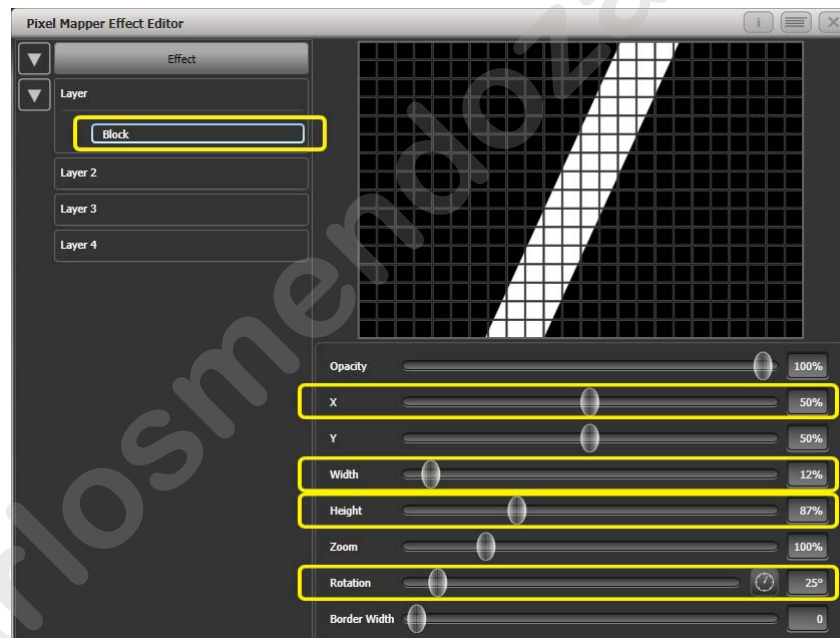 Pixel Mapper Effect Editor
i
Effect
Layer
Block
Layer 2
Layer 3
Layer 4
Opacity 100%
X 50%
Y 50%
Width 12%
Height 87%
Zoom 100%
Rotation 25°
Border Width 0
rlosmendoza